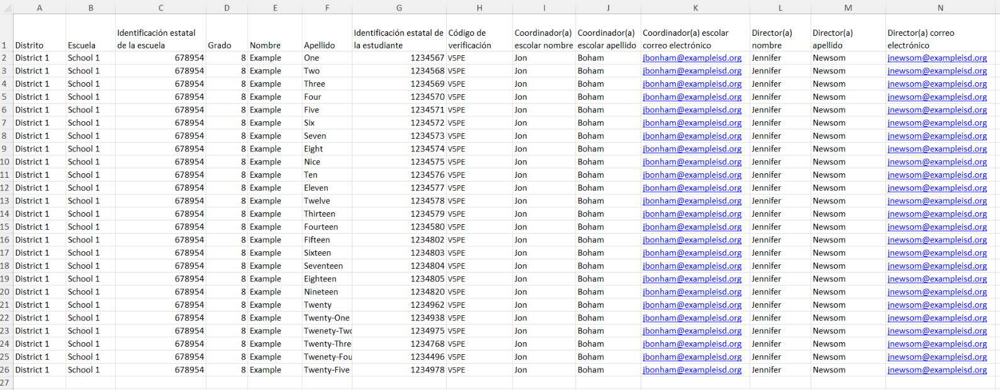 A B C D E F G H I J K L M N
Identificación estatal Identificación estatal de Código de Coordinador(a) Coordinador(a) Coordinador(a) escolar Director(a) Director(a) Director(a) correo
1 Distrito Escuela de la escuela Grado Nombre Apellido la estudiante verificación escolar nombre escolar apellido correo electrónico nombre apellido electrónico
2 District 1 School 1 678954 8 Example One 1234567 V5PE Jon Boham jbonham@exampleisd.org Jennifer Newsom jnewsom@exampleisd.org
3 District 1 School 1 678954 8 Example Two 1234568 V5PE Jon Boham jbonham@exampleisd.org Jennifer Newsom jnewsom@exampleisd.org
4 District 1 School 1 678954 8 Example Three 1234569 V5PE Jon Boham jbonham@exampleisd.org Jennifer Newsom jnewsom@exampleisd.org
5 District 1 School 1 678954 8 Example Four 1234570 V5PE Jon Boham jbonham@exampleisd.org Jennifer Newsom jnewsom@exampleisd.org
6 District 1 School 1 678954 8 Example Five 1234571 V5PE Jon Boham jbonham@exampleisd.org Jennifer Newsom jnewsom@exampleisd.org
7 District 1 School 1 678954 8 Example Six 1234572 V5PE Jon Boham jbonham@exampleisd.org Jennifer Newsom jnewsom@exampleisd.org
8 District 1 School 1 678954 8 Example Seven 1234573 V5PE Jon Boham jbonham@exampleisd.org Jennifer Newsom jnewsom@exampleisd.org
9 District 1 School 1 678954 8 Example Eight 1234574 V5PE Jon Boham jbonham@exampleisd.org Jennifer Newsom jnewsom@exampleisd.org
10 District 1 School 1 678954 8 Example Nice 1234575 V5PE Jon Boham jbonham@exampleisd.org Jennifer Newsom jnewsom@exampleisd.org
11 District 1 School 1 678954 8 Example Ten 1234576 V5PE Jon Boham jbonham@exampleisd.org Jennifer Newsom jnewsom@exampleisd.org
12 District 1 School 1 678954 8 Example Eleven 1234577 V5PE Jon Boham jbonham@exampleisd.org Jennifer Newsom jnewsom@exampleisd.org
13 District 1 School 1 678954 8 Example Twelve 1234578 V5PE Jon Boham jbonham@exampleisd.org Jennifer Newsom jnewsom@exampleisd.org
14 District 1 School 1 678954 8 Example Thirteen 1234579 V5PE Jon Boham jbonham@exampleisd.org Jennifer Newsom jnewsom@exampleisd.org
15 District 1 School 1 678954 8 Example Fourteen 1234580 V5PE Jon Boham jbonham@exampleisd.org Jennifer Newsom jnewsom@exampleisd.org
16 District 1 School 1 678954 8 Example Fifteen 1234802 V5PE Jon Boham jbonham@exampleisd.org Jennifer Newsom jnewsom@exampleisd.org
17 District 1 School 1 678954 8 Example Sixteen 1234803 V5PE Jon Boham jbonham@exampleisd.org Jennifer Newsom jnewsom@exampleisd.org
18 District 1 School 1 678954 8 Example Seventeen 1234804 V5PE Jon Boham jbonham@exampleisd.org Jennifer Newsom jnewsom@exampleisd.org
19 District 1 School 1 678954 8 Example Eighteen 1234805 V5PE Jon Boham jbonham@exampleisd.org Jennifer Newsom jnewsom@exampleisd.org
20 District 1 School 1 678954 8 Example Nineteen 1234820 V5PE Jon Boham jbonham@exampleisd.org Jennifer Newsom jnewsom@exampleisd.org
21 District 1 School 1 678954 8 Example Twenty 1234962 V5PE Jon Boham jbonham@exampleisd.org Jennifer Newsom jnewsom@exampleisd.org
22 District 1 School 1 678954 8 Example Twenty-One 1234938 V5PE Jon Boham jbonham@exampleisd.org Jennifer Newsom jnewsom@exampleisd.org
23 District 1 School 1 678954 8 Example Twenety-Two 1234975 V5PE Jon Boham jbonham@exampleisd.org Jennifer Newsom jnewsom@exampleisd.org
24 District 1 School 1 678954 8 Example Twenty-Thre 1234768 V5PE Jon Boham jbonham@exampleisd.org Jennifer Newsom jnewsom@exampleisd.org
25 District 1 School 1 678954 8 Example Twenety-Fou 1234496 V5PE Jon Boham jbonham@exampleisd.org Jennifer Newsom jnewsom@exampleisd.org
26 District 1 School 1 678954 8 Example Twenty-Five 1234978 V5PE Jon Boham jbonham@exampleisd.org Jennifer Newsom jnewsom@exampleisd.org
27